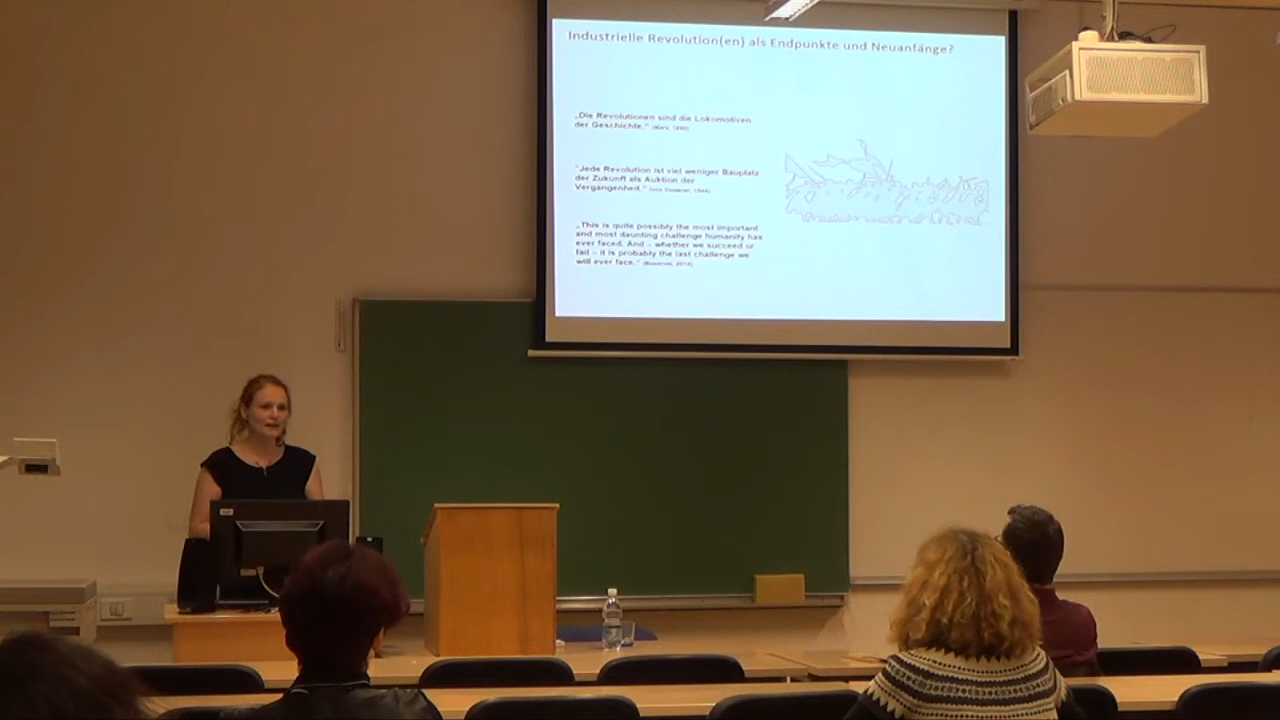 Industrielle Revolution(en) als Endpunkte und Neuanfänge?
„Die Revolutionen sind die Lokomotiven
der Geschichte."
"Jede Revolution ist viel weniger Bauplatz
der Zukunft als Auktion der
Vergangenheit."
„This is quite possibly the most important
and most daunting challenge humanity has
ever faced. And – whether we succeed or
fail – it is probably the last challenge we
will ever face."